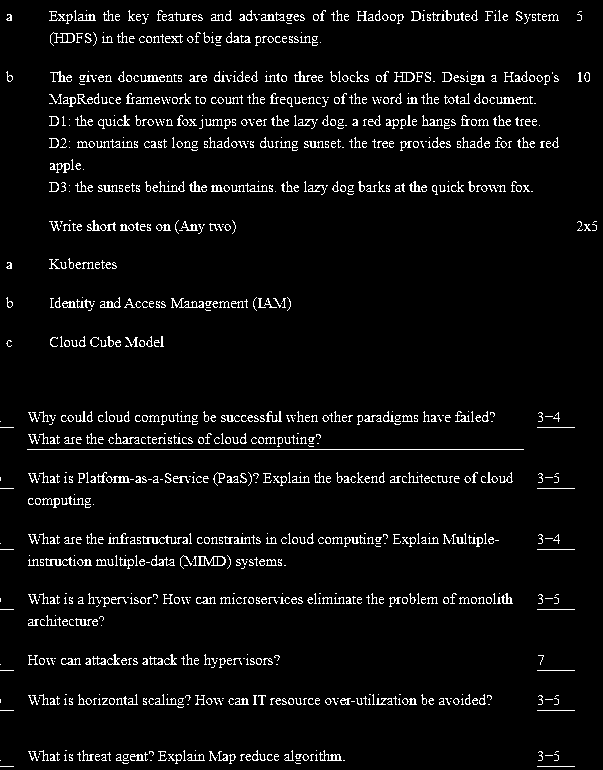 a Explain the key features and advantages of the Hadoop Distributed File System 5
(HDFS) in the context of big data processing.
b The given documents are divided into three blocks of HDFS. Design a Hadoop's 10
MapReduce framework to count the frequency of the word in the total document.
D1: the quick brown fox jumps over the lazy dog. a red apple hangs from the tree.
D2: mountains cast long shadows during sunset. the tree provides shade for the red
apple.
D3: the sunsets behind the mountains. the lazy dog barks at the quick brown fox.
Write short notes on (Any two) 2x5
a Kubernetes
b Identity and Access Management (IAM)
c Cloud Cube Model
Why could cloud computing be successful when other paradigms have failed? 3-4
What are the characteristics of cloud computing?
What is Platform-as-a-Service (PaaS)? Explain the backend architecture of cloud 3-5
computing.
What are the infrastructural constraints in cloud computing? Explain Multiple- 3-4
instruction multiple-data (MIMD) systems.
What is a hypervisor? How can microservices eliminate the problem of monolith 3-5
architecture?
How can attackers attack the hypervisors? 7
What is horizontal scaling? How can IT resource over-utilization be avoided? 3-5
What is threat agent? Explain Map reduce algorithm. 3-5